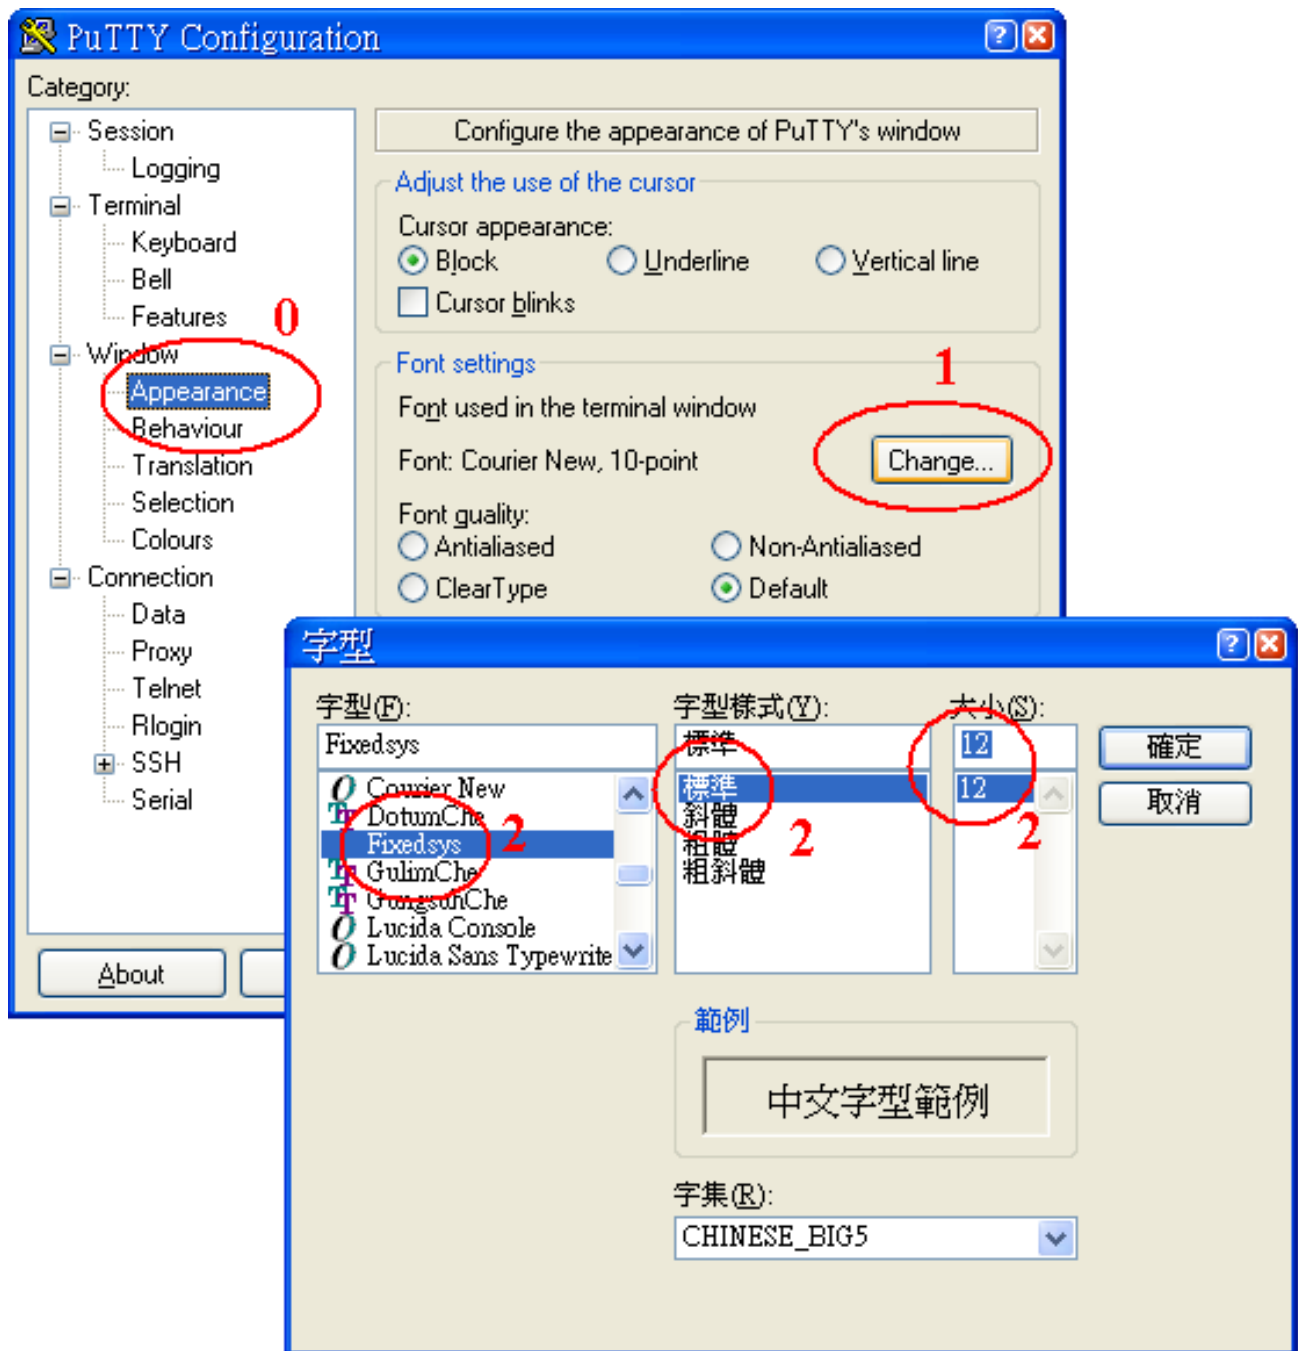 PuTTY Configuration
Category:
Session
Logging
Terminal
Keyboard
Bell
Features
Window
Appearance
Behaviour
Translation
Selection
Colours
Connection
Data
Proxy
Telnet
Rlogin
SSH
Serial
About
0
Configure the appearance of PuTTY's window
Adjust the use of the cursor
Cursor appearance:
Block Underline Vertical line
Cursor blinks
Font settings
1
Font used in the terminal window
Font: Courier New, 10-point Change...
Font quality:
Antialiased Non-Antialiased
ClearType Default
字型
字型(F): 字型樣式(Y): 大小(S):
Fixedsys 標準 12 確定
Courier New 標準 12 取消
DotumChe 斜體
Fixedsys 2 粗體 2 2
GulimChe 粗斜體
GungsuhChe
Lucida Console
Lucida Sans Typewrite
範例
中文字型範例
字集(R):
CHINESE_BIG5